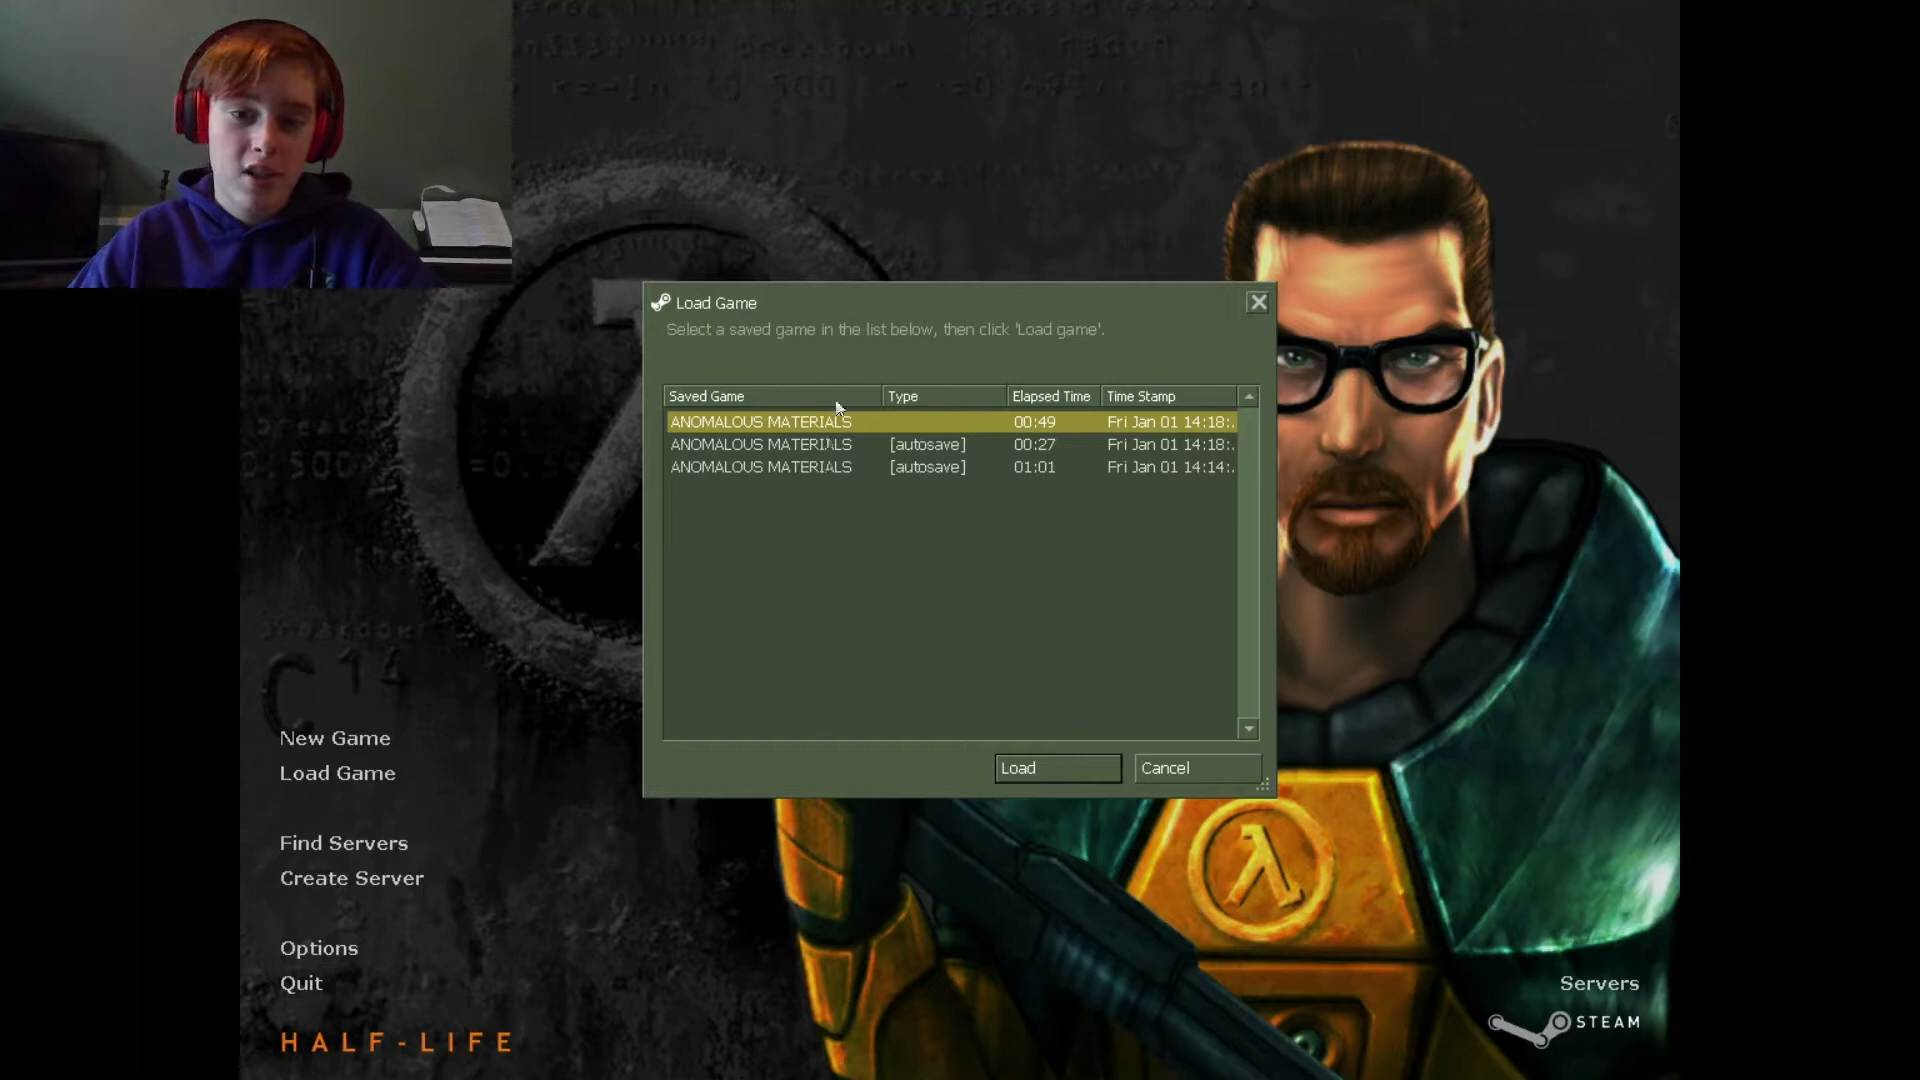 Load Game
Select a saved game in the list below, then click 'Load game'.
Saved Game Type Elapsed Time Time Stamp
ANOMALOUS MATERIALS 00:49 Fri Jan 01 14:18:.
ANOMALOUS MATERIALS [autosave] 00:27 Fri Jan 01 14:18:.
ANOMALOUS MATERIALS [autosave] 01:01 Fri Jan 01 14:14:.
Load Cancel
New Game
Load Game
Find Servers
Create Server
Options
Quit
HALF-LIFE
Servers
STEAM
C14